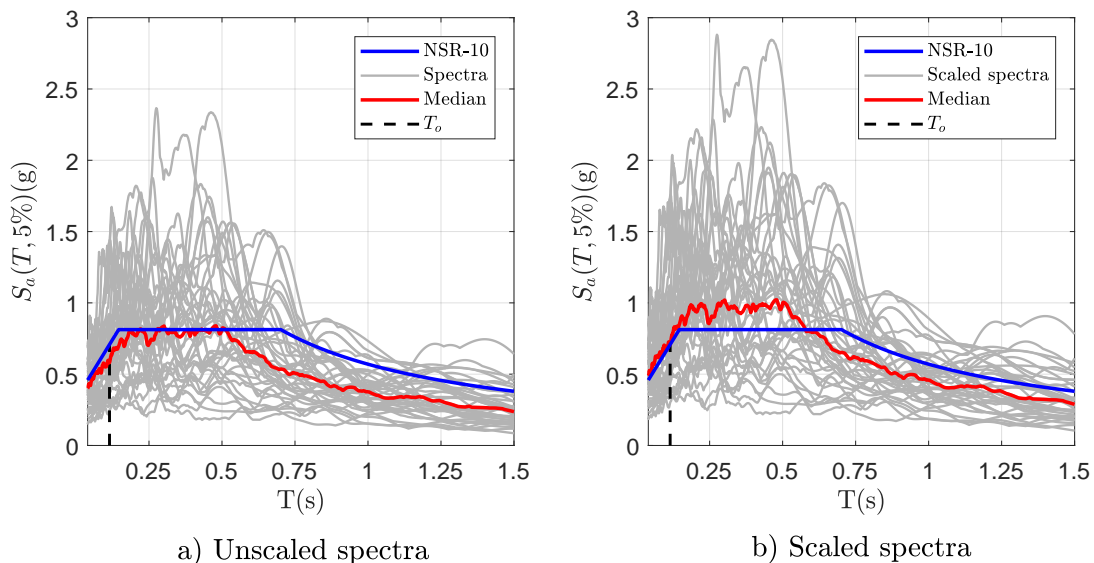 3
2.5
2
1.5
1
0.5
0
S_a(T, 5%)(g)
0.25
0.5
0.75
1
1.25
1.5
T(s)
NSR-10
Spectra
Median
T_o
a) Unscaled spectra
3
2.5
2
1.5
1
0.5
0
S_a(T, 5%)(g)
0.25
0.5
0.75
1
1.25
1.5
T(s)
NSR-10
Scaled spectra
Median
T_o
b) Scaled spectra